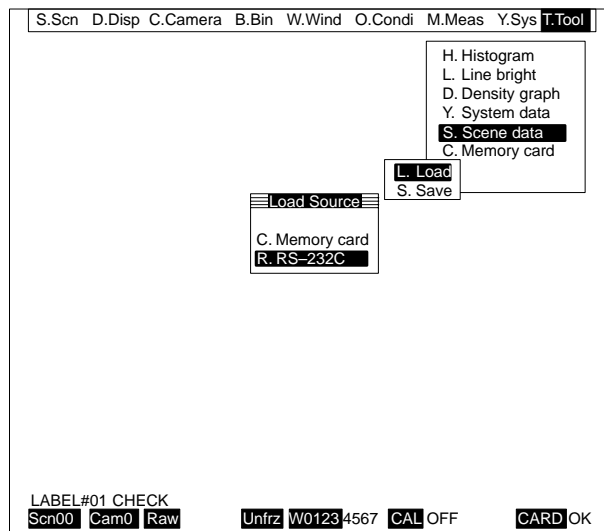 S.Scn D.Disp C.Camera B.Bin W.Wind O.Condi M.Meas Y.Sys T.Tool
H. Histogram
L. Line bright
D. Density graph
Y. System data
S. Scene data
C. Memory card
L. Load
S. Save
Load Source
C. Memory card
R. RS–232C
LABEL#01 CHECK
Scn00 Cam0 Raw Unfrz W01234567 CAL OFF CARD OK